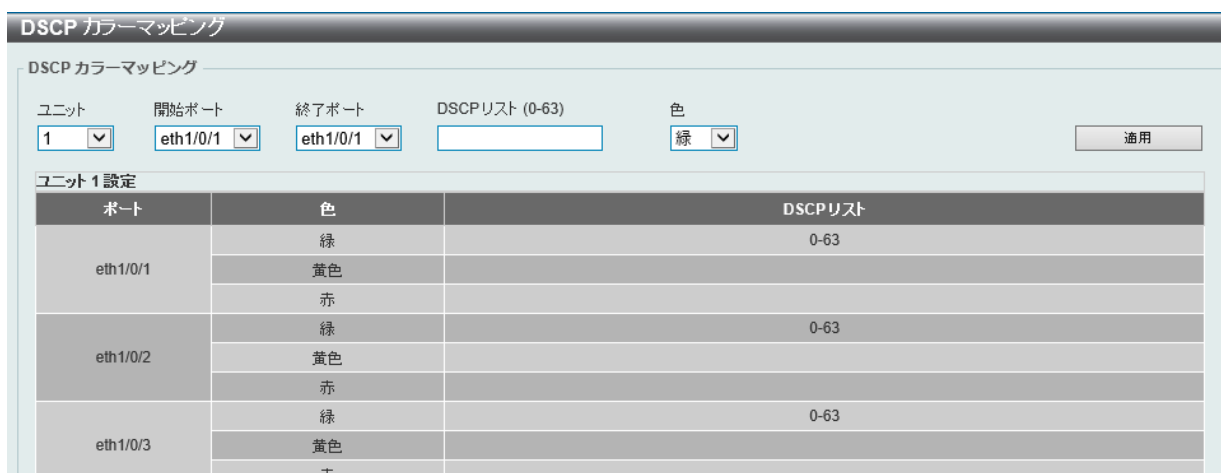 DSCP カラーマッピング
DSCP カラーマッピング
ユニット 開始ポート 終了ポート DSCPリスト (0-63) 色
1 eth1/0/1 eth1/0/1 緑 適用
ユニット 1 設定
ポート 色 DSCPリスト
緑 0-63
eth1/0/1 黄色
赤
緑 0-63
eth1/0/2 黄色
赤
緑 0-63
eth1/0/3 黄色